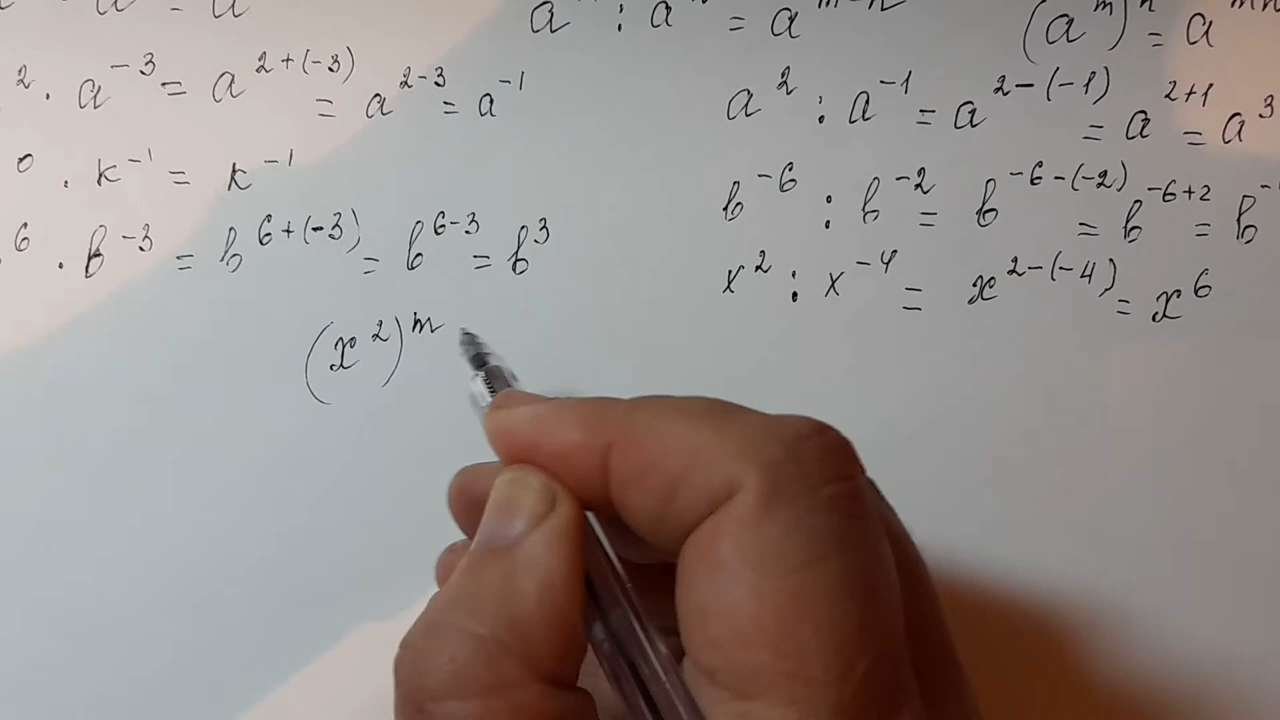 a : a = a^{m-n}
(a^m)^n = a^{mn}
^2 · a^{-3} = a^{2+(-3)} = a^{2-3} = a^{-1}
^0 · k^{-1} = k^{-1}
^6 · b^{-3} = b^{6+(-3)} = b^{6-3} = b^3
a^2 : a^{-1} = a^{2-(-1)} = a^{2+1} = a^3
b^{-6} : b^{-2} = b^{-6-(-2)} = b^{-6+2} = b^-
x^2 : x^{-4} = x^{2-(-4)} = x^6
(x^2)^m